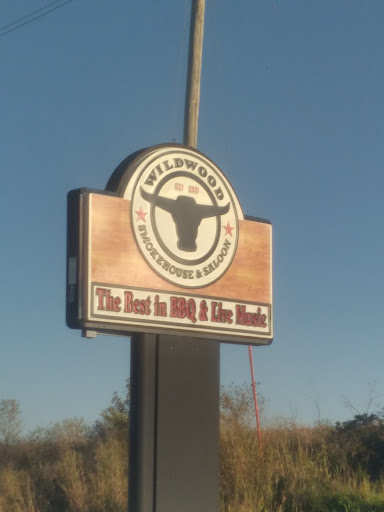 WILDWOOD
SMOKEHOUSE & SALOON
The Best in BBQ & Live Music